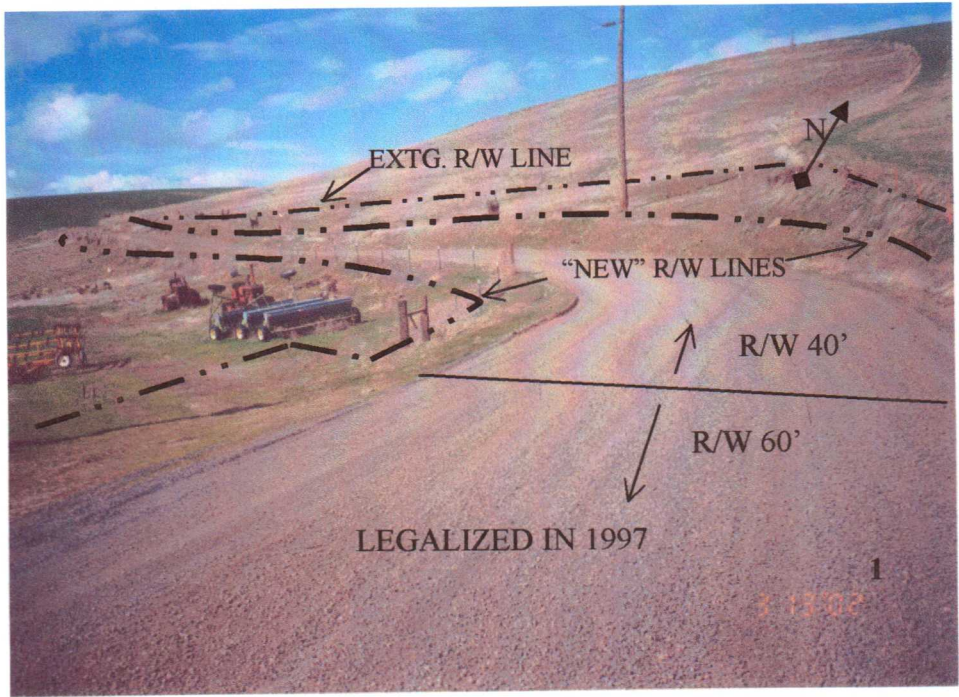 N
EXTG. R/W LINE
“NEW” R/W LINES
R/W 40’
R/W 60’
LEGALIZED IN 1997
1
3 13 '02